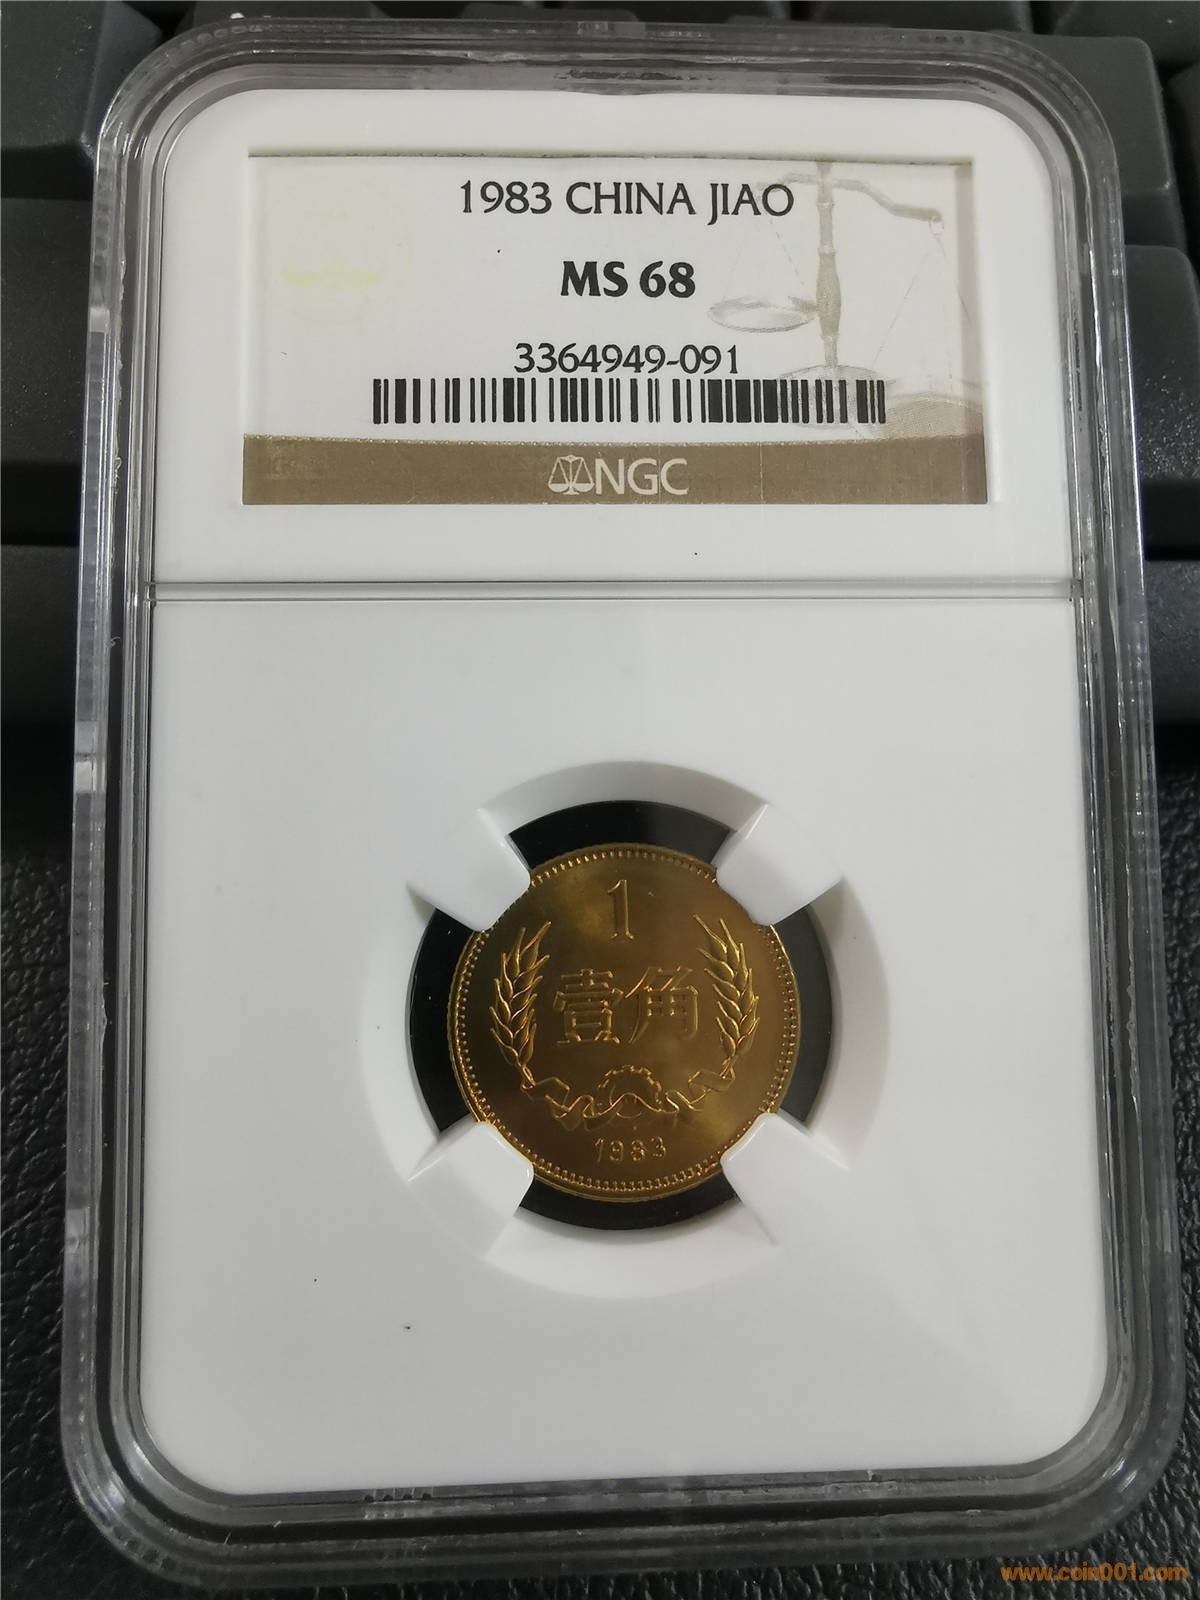 1983 CHINA JIAO
MS 68
3364949-091
NGC
1
壹角
1983
www.coin001.com